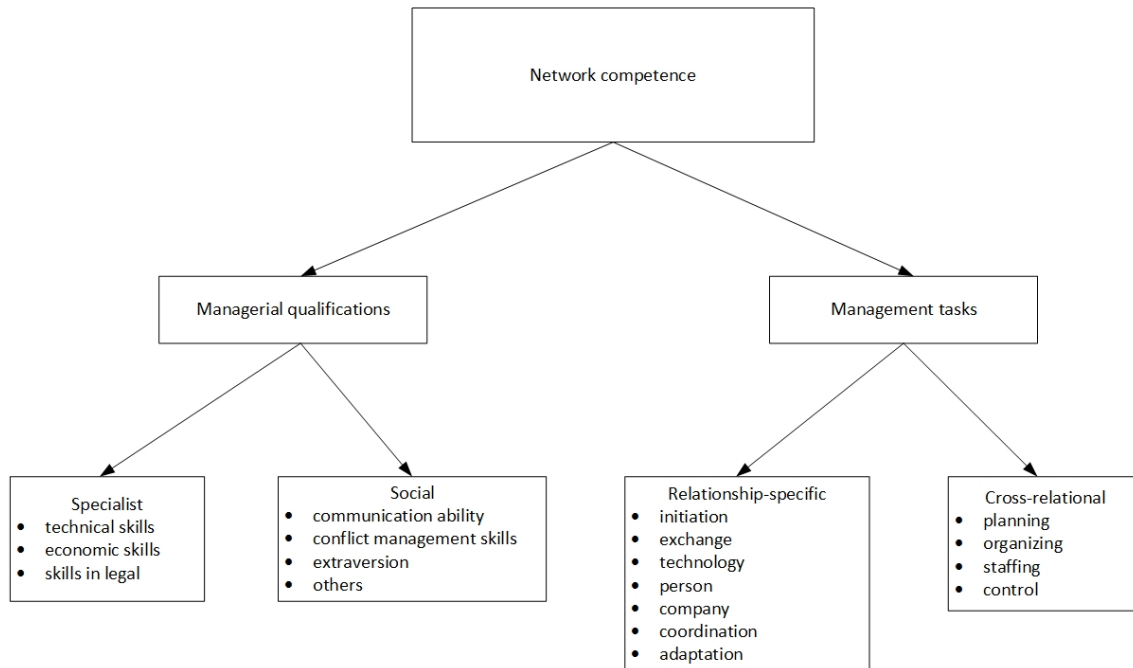 Network competence
Managerial qualifications
Management tasks
Specialist
• technical skills
• economic skills
• skills in legal
Social
• communication ability
• conflict management skills
• extraversion
• others
Relationship-specific
• initiation
• exchange
• technology
• person
• company
• coordination
• adaptation
Cross-relational
• planning
• organizing
• staffing
• control